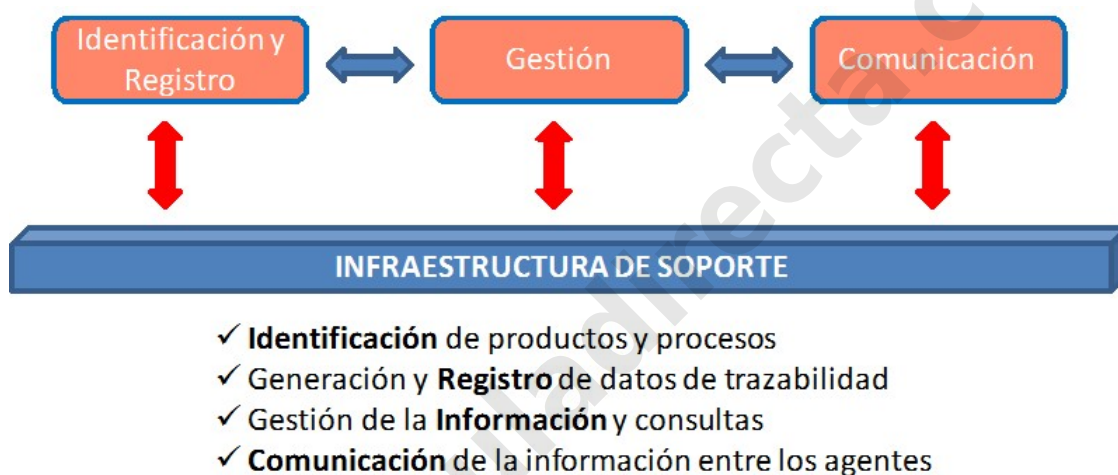 Identificación y
Registro
Gestión
Comunicación
INFRAESTRUCTURA DE SOPORTE
✓ Identificación de productos y procesos
✓ Generación y Registro de datos de trazabilidad
✓ Gestión de la Información y consultas
✓ Comunicación de la información entre los agentes